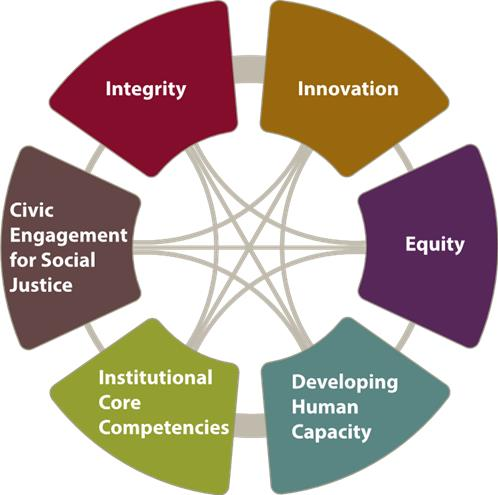 Integrity
Innovation
Civic
Engagement
for Social
Justice
Equity
Institutional
Core
Competencies
Developing
Human
Capacity